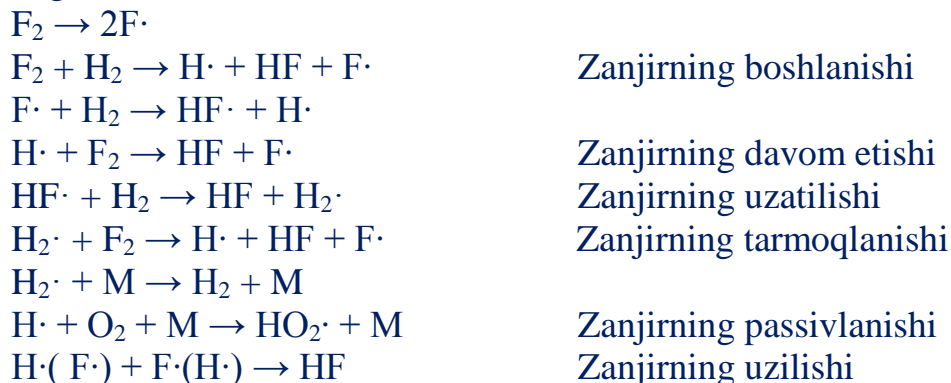 F₂ → 2F·
F₂ + H₂ → H· + HF + F· Zanjirning boshlanishi
F· + H₂ → HF· + H·
H· + F₂ → HF + F· Zanjirning davom etishi
HF· + H₂ → HF + H₂· Zanjirning uzatilishi
H₂· + F₂ → H· + HF + F· Zanjirning tarmoqlanishi
H₂· + M → H₂ + M
H· + O₂ + M → HO₂· + M Zanjirning passivlanishi
H·( F·) + F·(H·) → HF Zanjirning uzilishi